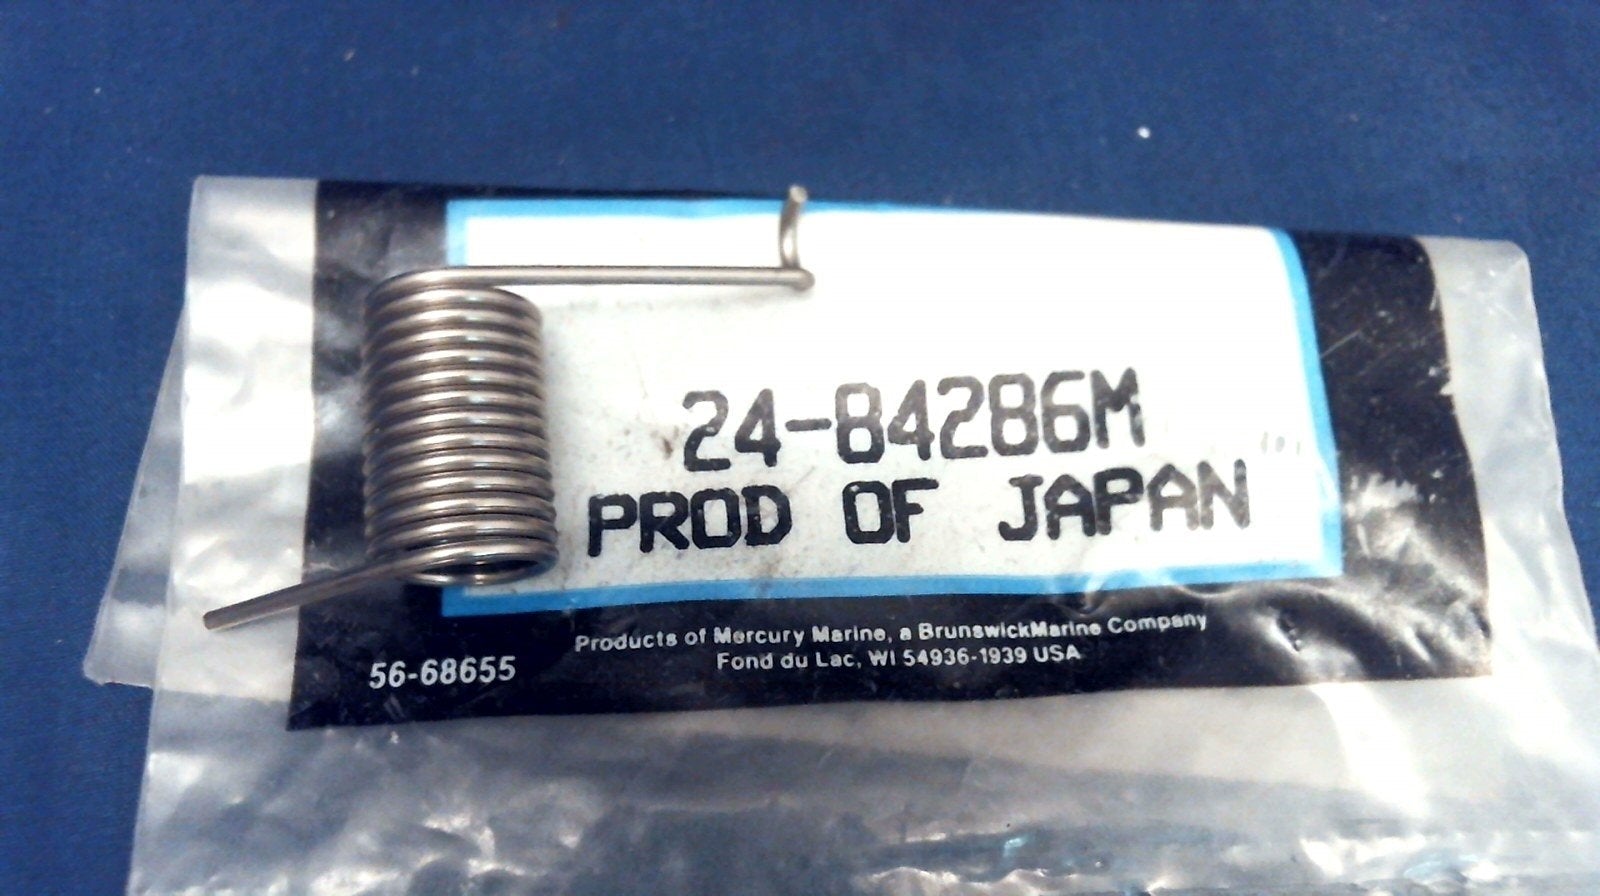 24-84286M
PROD OF JAPAN
Products of Mercury Marine, a BrunswickMarine Company
Fond du Lac, WI 54936-1939 USA
56-68655